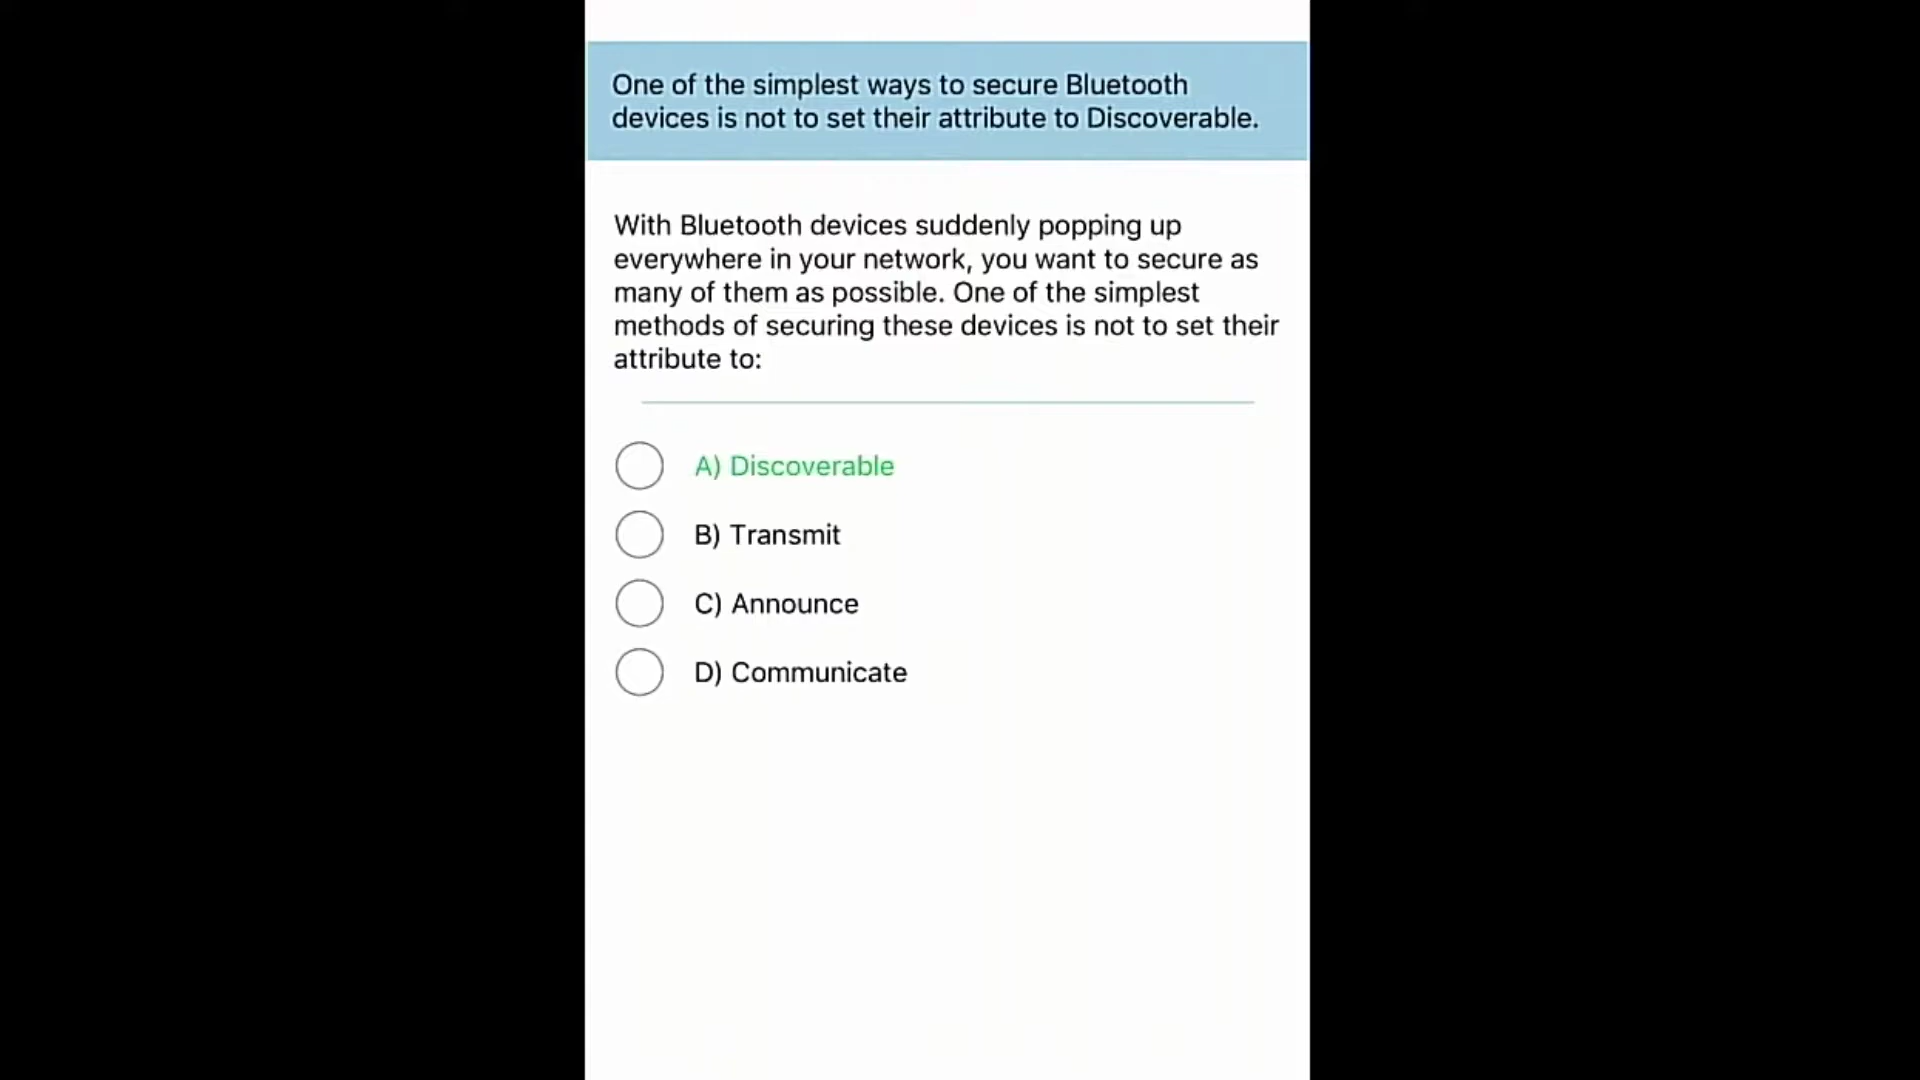 One of the simplest ways to secure Bluetooth
devices is not to set their attribute to Discoverable.
With Bluetooth devices suddenly popping up
everywhere in your network, you want to secure as
many of them as possible. One of the simplest
methods of securing these devices is not to set their
attribute to:
A) Discoverable
B) Transmit
C) Announce
D) Communicate